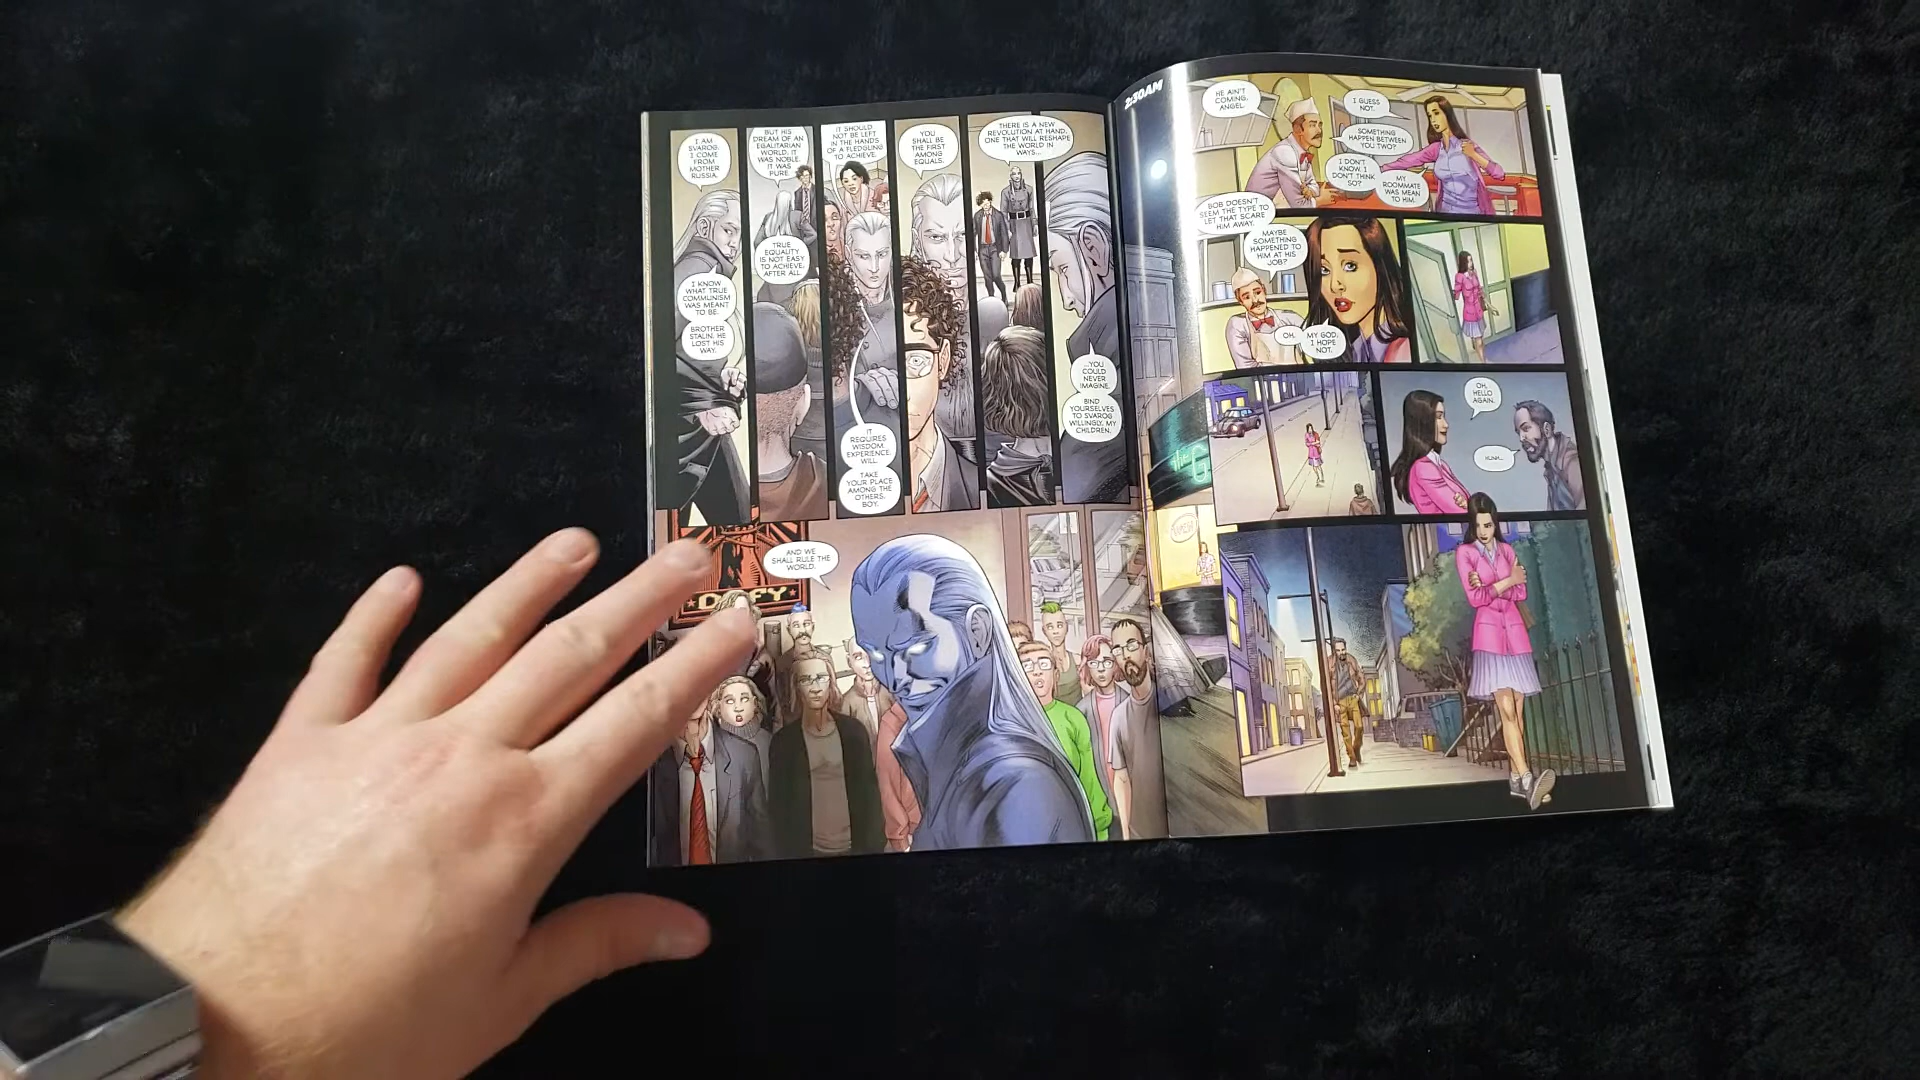 I AM
SVAROG.
I COME
FROM
MOTHER
RUSSIA.
I KNOW
WHAT TRUE
COMMUNISM
WAS MEANT
TO BE.
BROTHER
STALIN, HE
LOST HIS
WAY.
BUT HIS
DREAM OF AN
EGALITARIAN
WORLD, IT
WAS NOBLE.
IT WAS
PURE.
TRUE
EQUALITY
IS NOT EASY
TO ACHIEVE,
AFTER ALL.
IT SHOULD
NOT BE LEFT
IN THE HANDS
OF A FLEDGLING
TO ACHIEVE.
IT
REQUIRES
WISDOM.
EXPERIENCE.
WILL.
TAKE
YOUR PLACE
AMONG THE
OTHERS,
BOY.
YOU
SHALL BE
THE FIRST
AMONG
EQUALS.
THERE IS A NEW
REVOLUTION AT HAND,
ONE THAT WILL RESHAPE
THE WORLD IN
WAYS...
...YOU
COULD
NEVER
IMAGINE.
BIND
YOURSELVES
TO SVAROG
WILLINGLY, MY
CHILDREN.
AND WE
SHALL RULE THE
WORLD.
2:30AM
the G
HE AIN'T
COMING,
ANGEL.
I GUESS
NOT.
SOMETHING
HAPPEN BETWEEN
YOU TWO?
I DON'T
KNOW. I
DON'T THINK
SO?
MY
ROOMMATE
WAS MEAN
TO HIM.
BOB DOESN'T
SEEM THE TYPE TO
LET THAT SCARE
HIM AWAY.
MAYBE
SOMETHING
HAPPENED TO
HIM AT HIS
JOB?
OH.
MY GOD,
I HOPE
NOT.
OH,
HELLO
AGAIN.